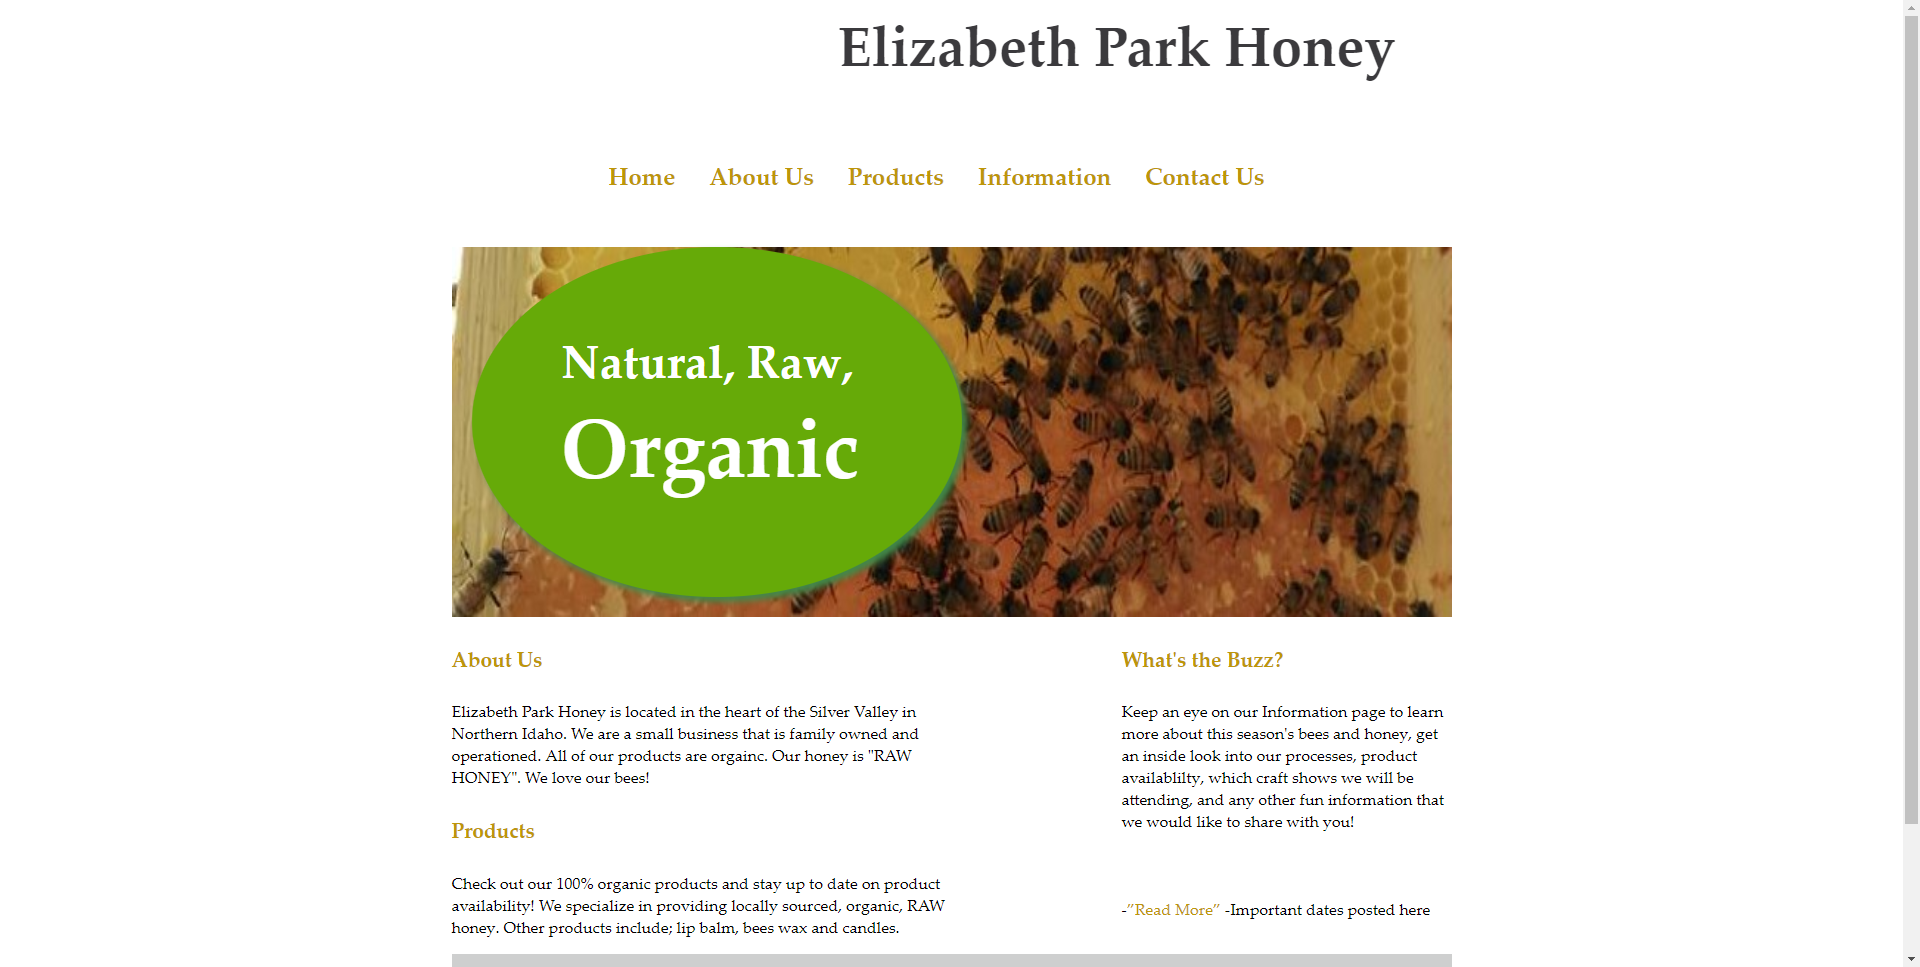 Elizabeth Park Honey
Home About Us Products Information Contact Us
Natural, Raw,
Organic
About Us
Elizabeth Park Honey is located in the heart of the Silver Valley in
Northern Idaho. We are a small business that is family owned and
operationed. All of our products are orgainc. Our honey is "RAW
HONEY". We love our bees!
Products
Check out our 100% organic products and stay up to date on product
availability! We specialize in providing locally sourced, organic, RAW
honey. Other products include; lip balm, bees wax and candles.
What's the Buzz?
Keep an eye on our Information page to learn
more about this season's bees and honey, get
an inside look into our processes, product
availablilty, which craft shows we will be
attending, and any other fun information that
we would like to share with you!
-”Read More” -Important dates posted here